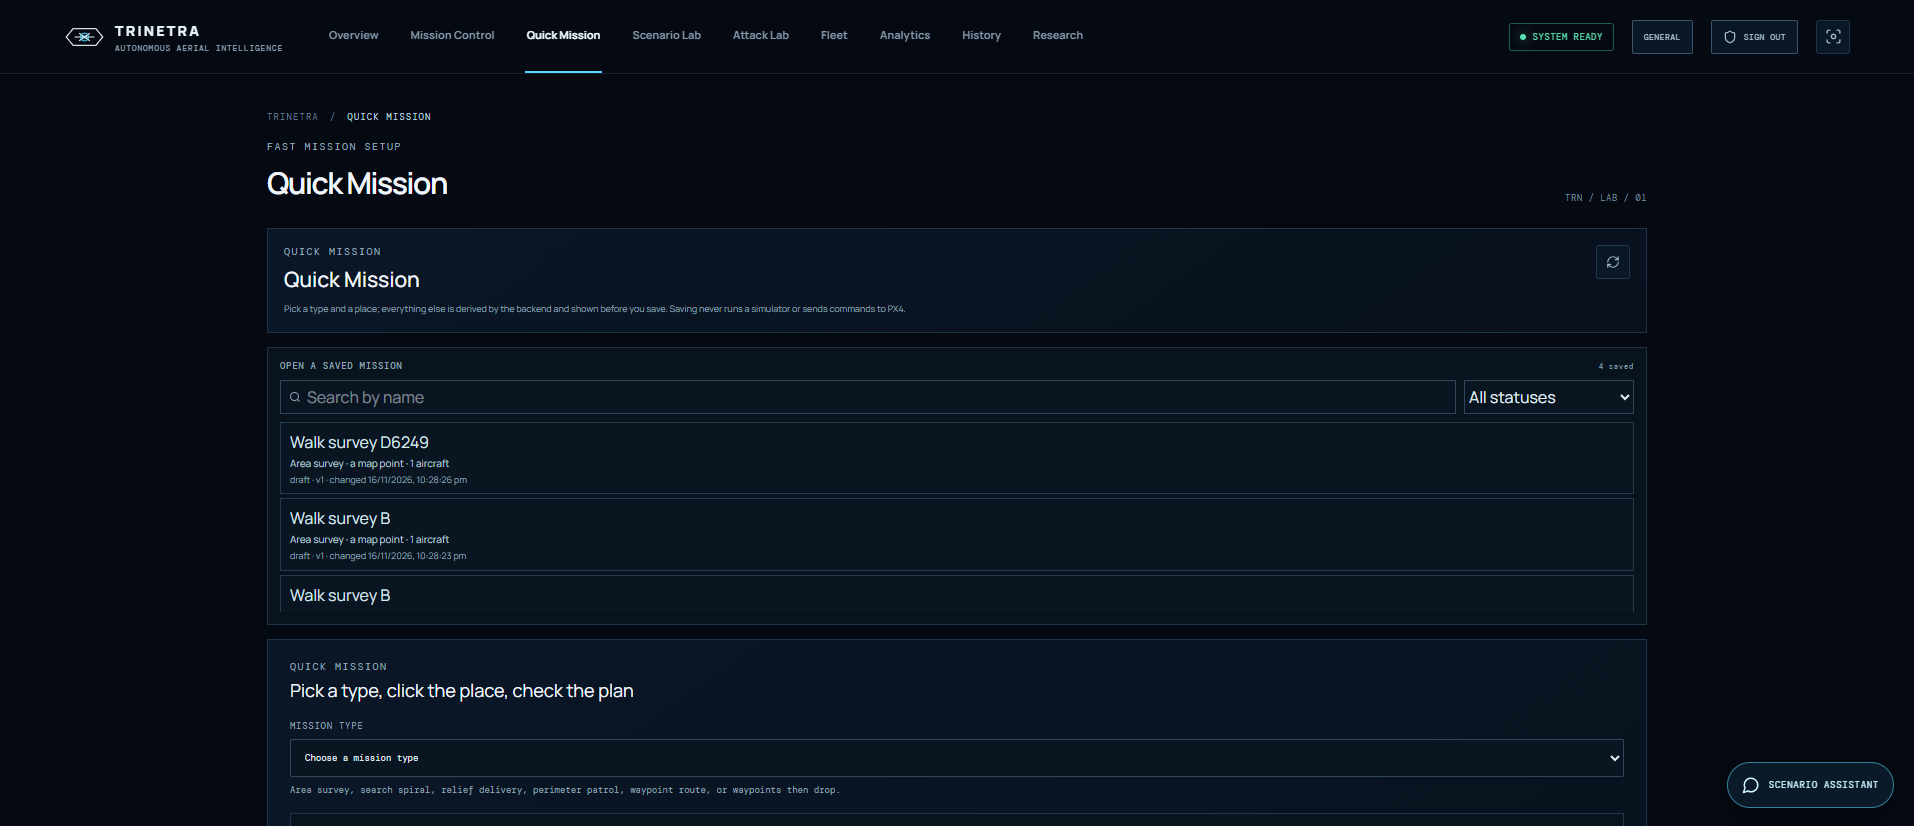 TRINETRA
AUTONOMOUS AERIAL INTELLIGENCE
Overview
Mission Control
Quick Mission
Scenario Lab
Attack Lab
Fleet
Analytics
History
Research
SYSTEM READY
GENERAL
SIGN OUT
TRINETRA / QUICK MISSION
FAST MISSION SETUP
Quick Mission
TRN / LAB / 01
QUICK MISSION
Quick Mission
Pick a type and a place; everything else is derived by the backend and shown before you save. Saving never runs a simulator or sends commands to PX4.
OPEN A SAVED MISSION
4 saved
Search by name
All statuses
Walk survey D6249
Area survey · a map point · 1 aircraft
draft · v1 · changed 16/11/2026, 10:28:26 pm
Walk survey B
Area survey · a map point · 1 aircraft
draft · v1 · changed 16/11/2026, 10:28:23 pm
Walk survey B
QUICK MISSION
Pick a type, click the place, check the plan
MISSION TYPE
Choose a mission type
Area survey, search spiral, relief delivery, perimeter patrol, waypoint route, or waypoints then drop.
SCENARIO ASSISTANT